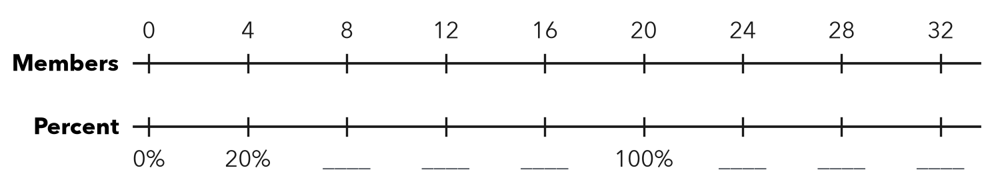 0 4 8 12 16 20 24 28 32
Members
Percent
0% 20% ____ ____ ____ 100% ____ ____ ____